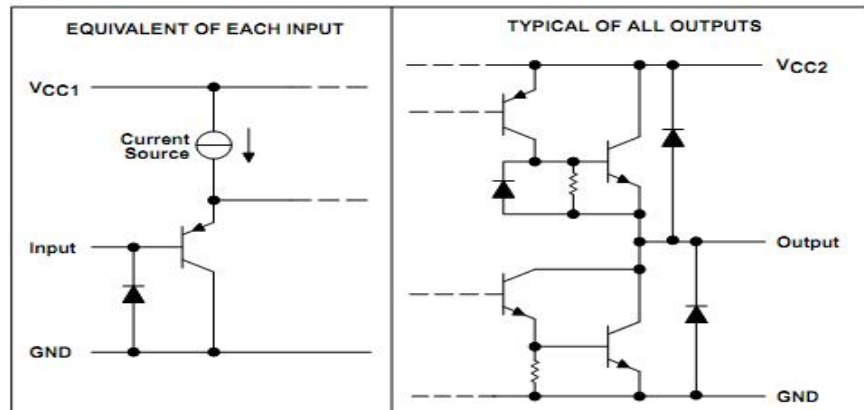 EQUIVALENT OF EACH INPUT
VCC1
Current
Source
Input
GND
TYPICAL OF ALL OUTPUTS
VCC2
Output
GND